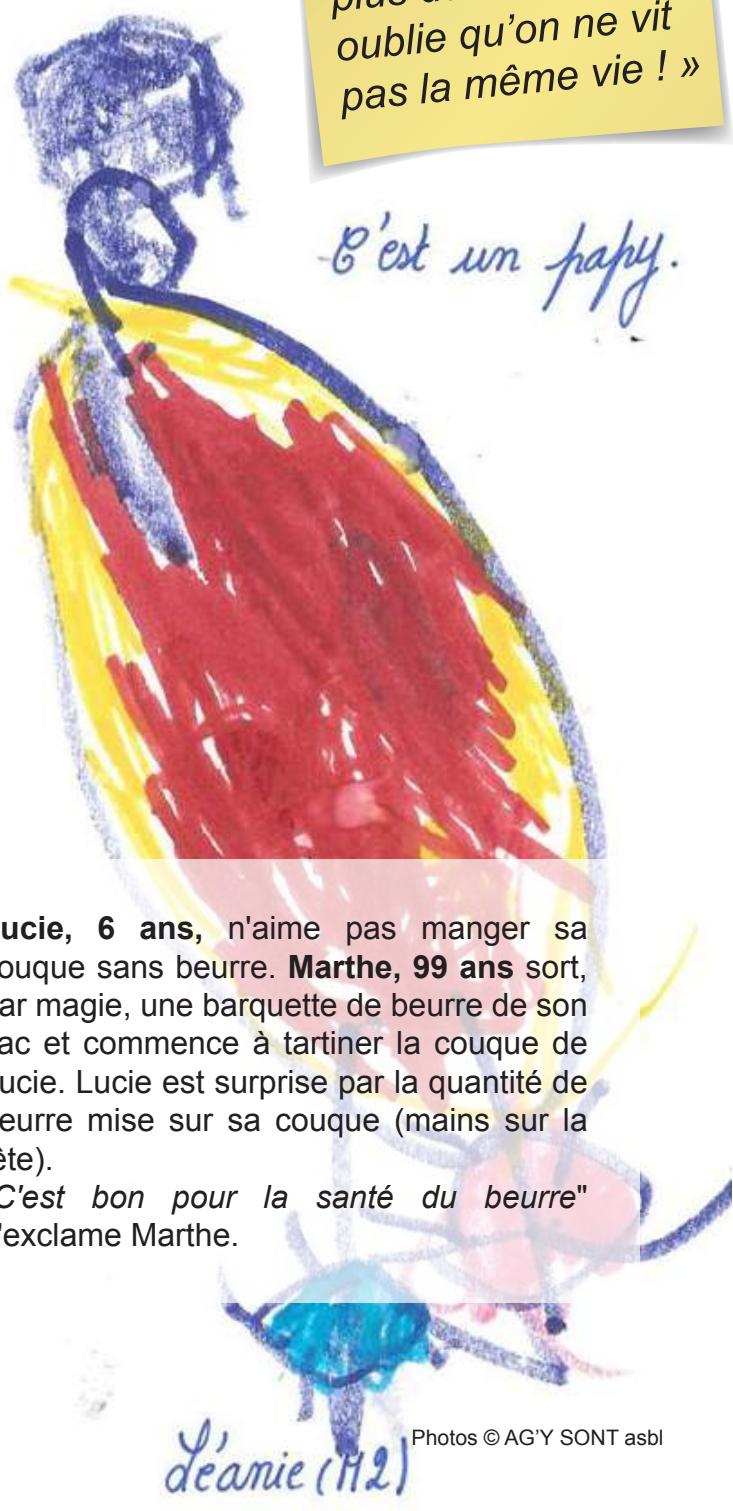 plus
oublie qu'on ne vit
pas la même vie ! »
C'est un papy.
ucie, 6 ans, n'aime pas manger sa
ouque sans beurre. Marthe, 99 ans sort,
ar magie, une barquette de beurre de son
ac et commence à tartiner la couque de
ucie. Lucie est surprise par la quantité de
eurre mise sur sa couque (mains sur la
ête).
C'est bon pour la santé du beurre"
'exclame Marthe.
Photos © AG'Y SONT asbl
Léanie (M2)